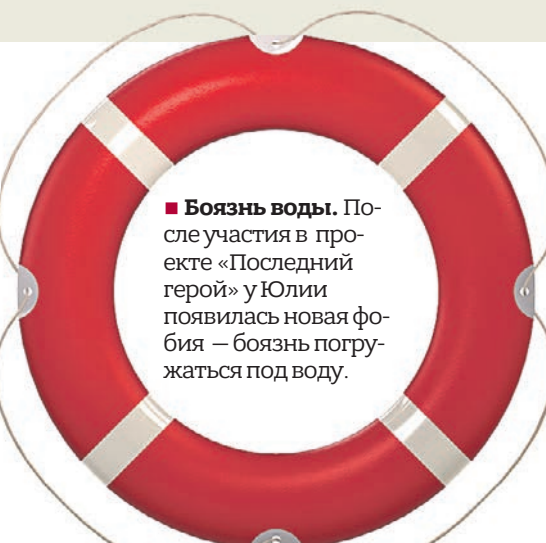 ■ Боязнь воды. По-
сле участия в про-
екте «Последний
герой» у Юлии
появилась новая фо-
бия — боязнь погру-
жаться под воду.